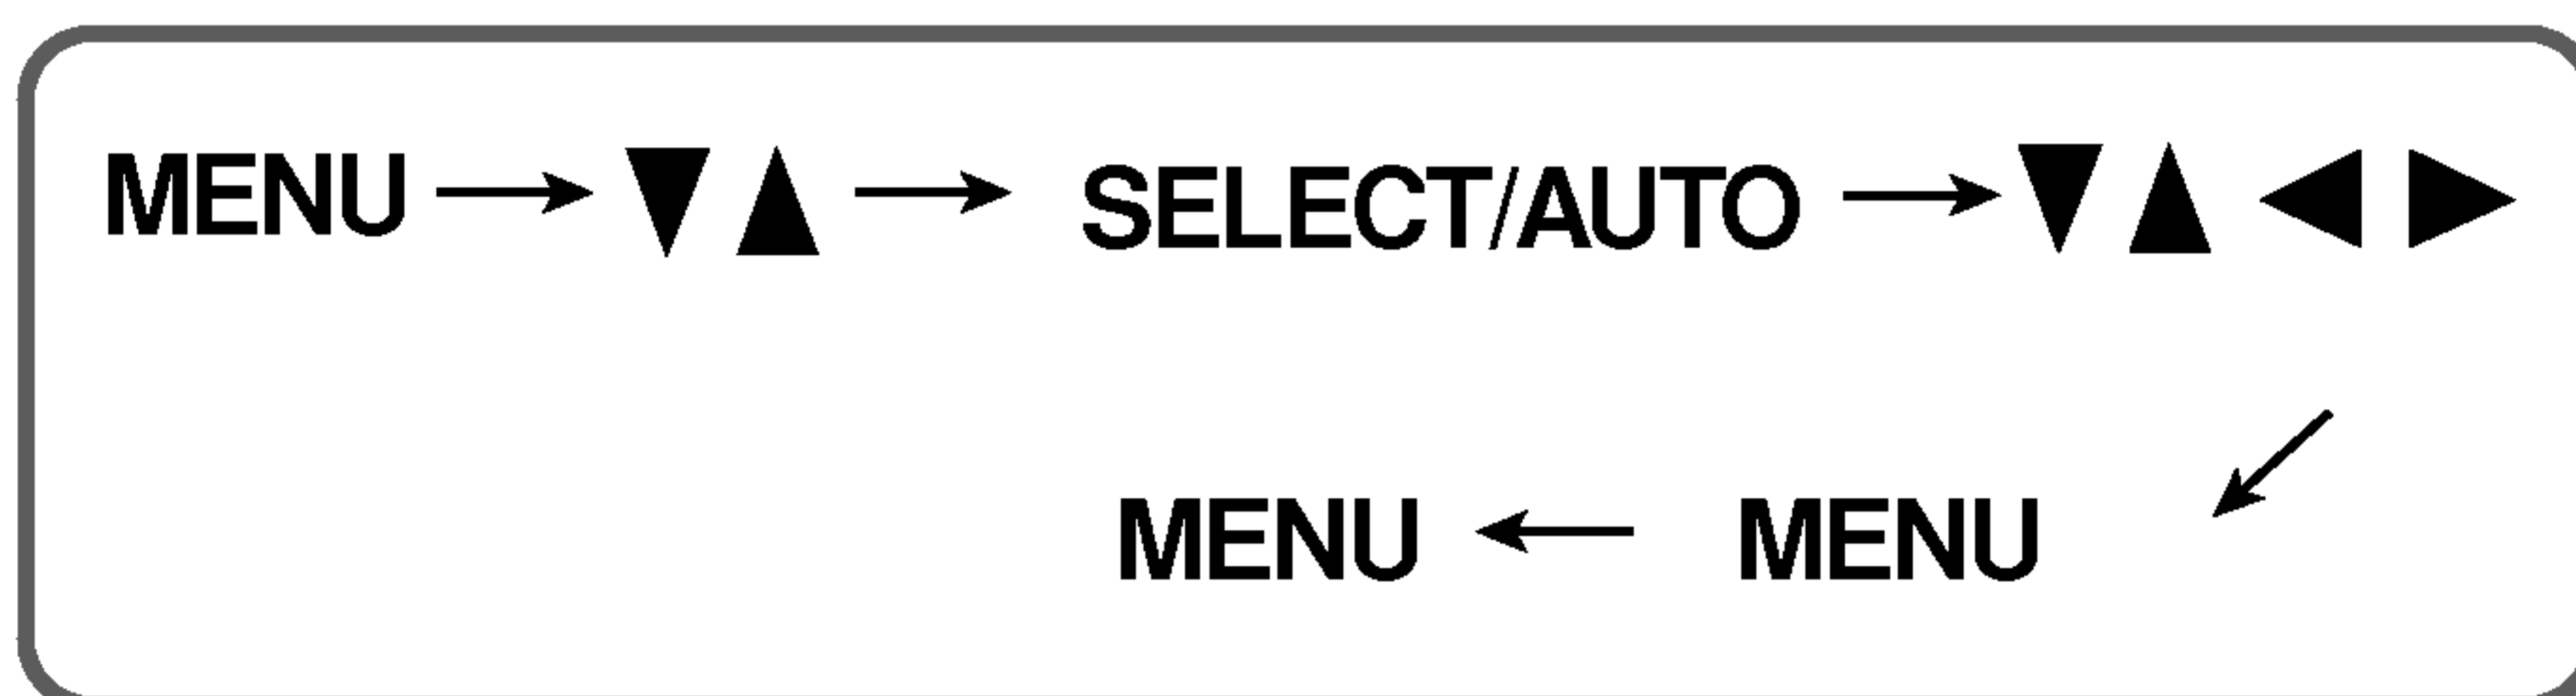 MENU → ▼ ▲ → SELECT/AUTO → ▼ ▲ ◀ ▶
MENU ← MENU